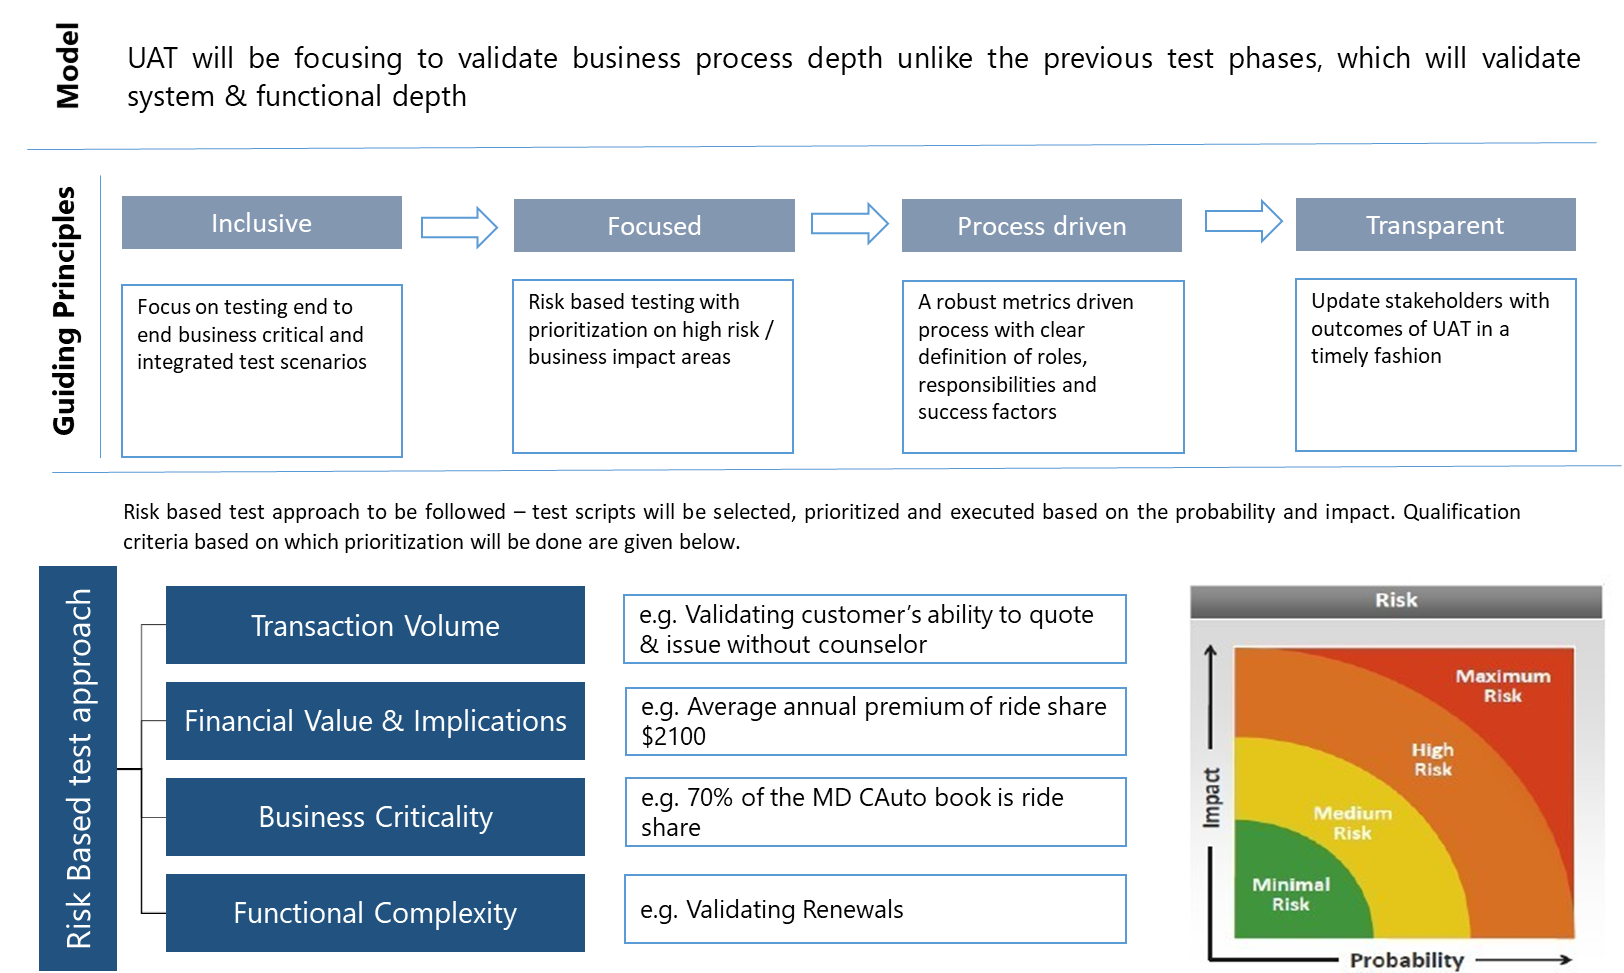 Model
UAT will be focusing to validate business process depth unlike the previous test phases, which will validate
system & functional depth
Guiding Principles
Inclusive
Focused
Process driven
Transparent
Focus on testing end to
end business critical and
integrated test scenarios
Risk based testing with
prioritization on high risk /
business impact areas
A robust metrics driven
process with clear
definition of roles,
responsibilities and
success factors
Update stakeholders with
outcomes of UAT in a
timely fashion
Risk based test approach to be followed – test scripts will be selected, prioritized and executed based on the probability and impact. Qualification
criteria based on which prioritization will be done are given below.
Risk Based test approach
Transaction Volume
e.g. Validating customer’s ability to quote
& issue without counselor
Financial Value & Implications
e.g. Average annual premium of ride share
$2100
Business Criticality
e.g. 70% of the MD CAuto book is ride
share
Functional Complexity
e.g. Validating Renewals
Risk
Impact
Maximum
Risk
High
Risk
Medium
Risk
Minimal
Risk
Probability